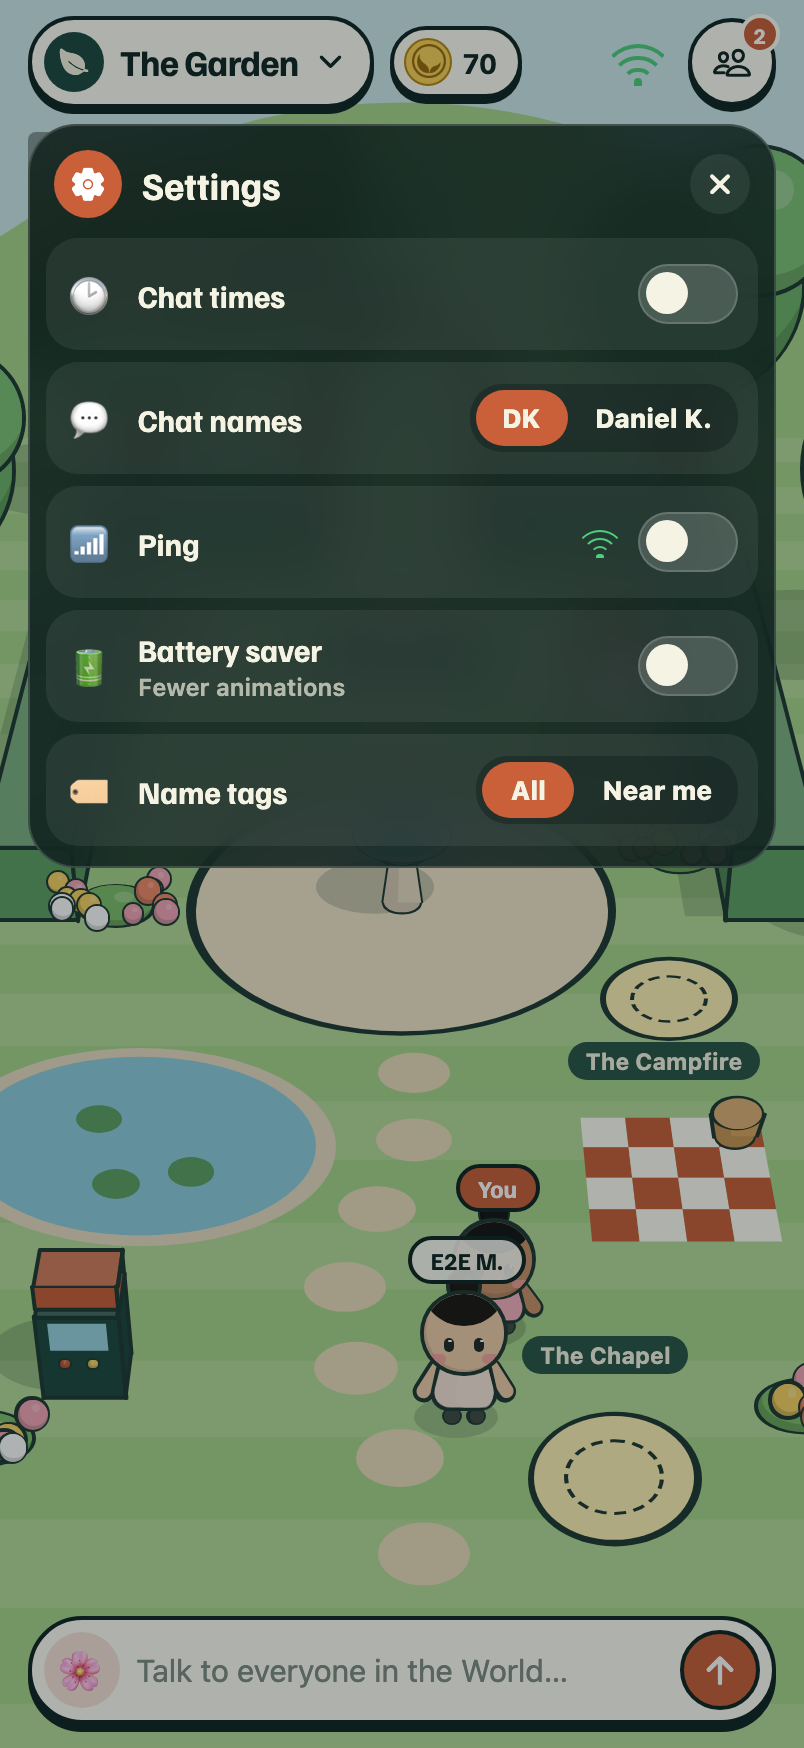 The Garden
70
2
Settings
Chat times
Chat names
DK
Daniel K.
Ping
Battery saver
Fewer animations
Name tags
All
Near me
The Campfire
You
E2E M.
The Chapel
Talk to everyone in the World...